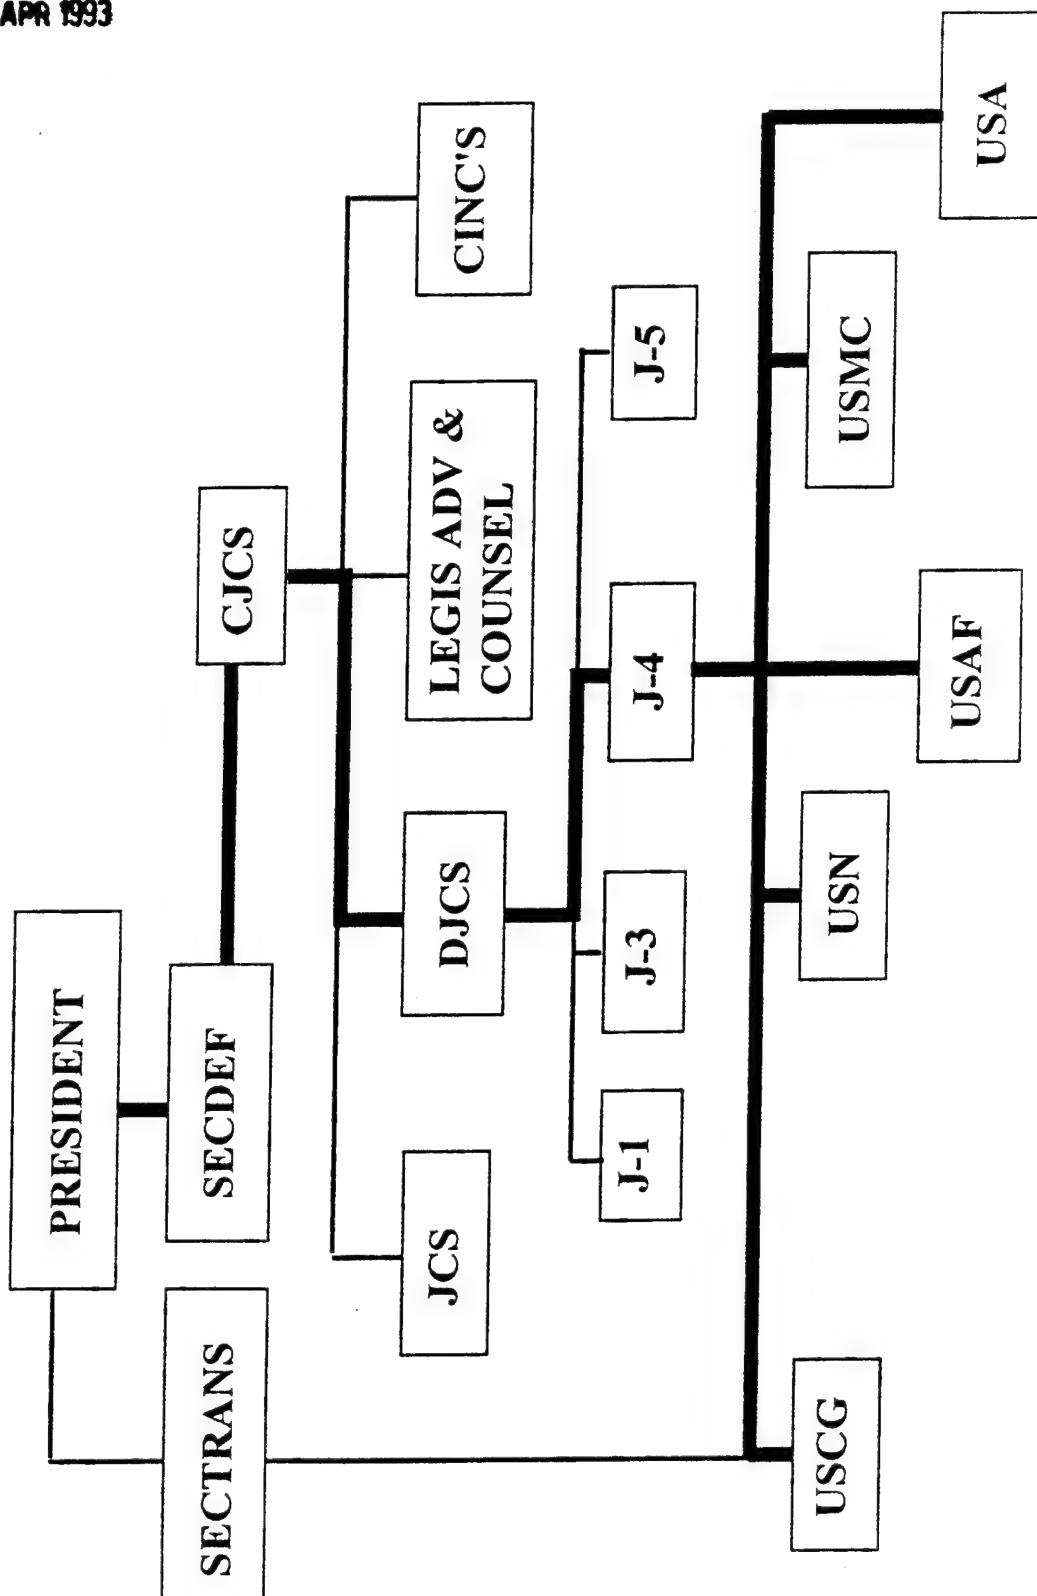 APR 1993
PRESIDENT
SECTRANS
SECDEF
CJCS
JCS
DJCS
LEGIS ADV &
COUNSEL
CINC'S
J-1
J-3
J-4
J-5
USCG
USN
USAF
USMC
USA